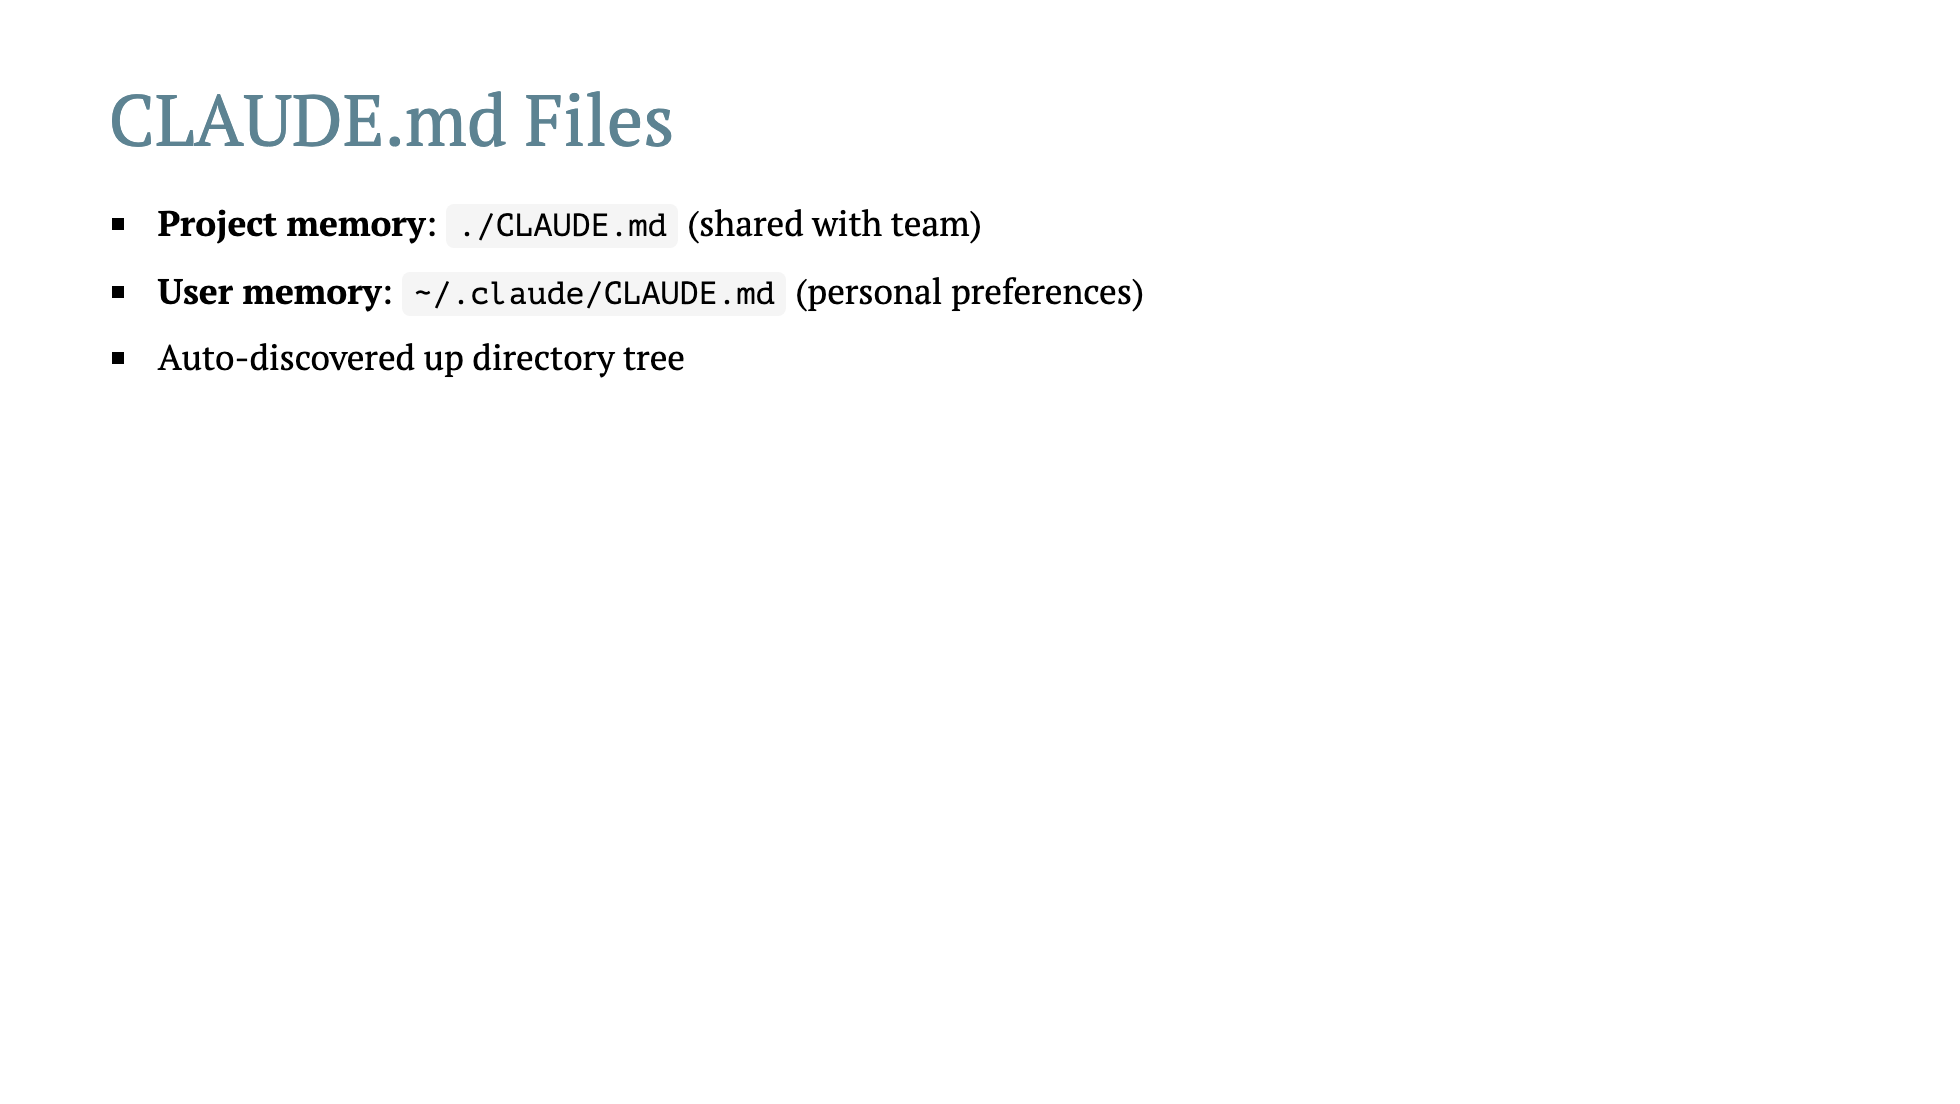 CLAUDE.md Files
▪ Project memory: ./CLAUDE.md (shared with team)
▪ User memory: ~/.claude/CLAUDE.md (personal preferences)
▪ Auto-discovered up directory tree